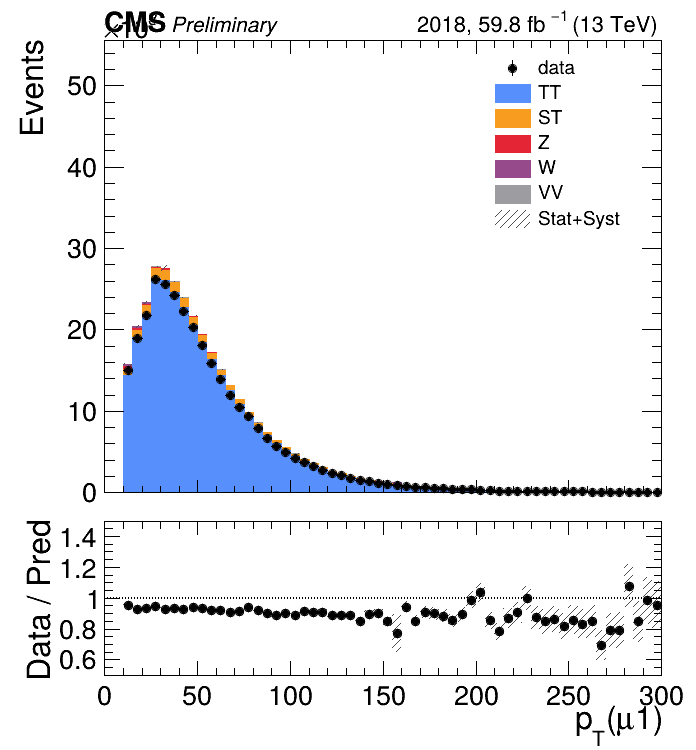 CMS Preliminary
2018, 59.8 fb⁻¹ (13 TeV)
Events
50
40
30
20
10
0
data
TT
ST
Z
W
VV
Stat+Syst
Data / Pred
1.4
1.2
1
0.8
0.6
0 50 100 150 200 250 300
p_T(μ1)